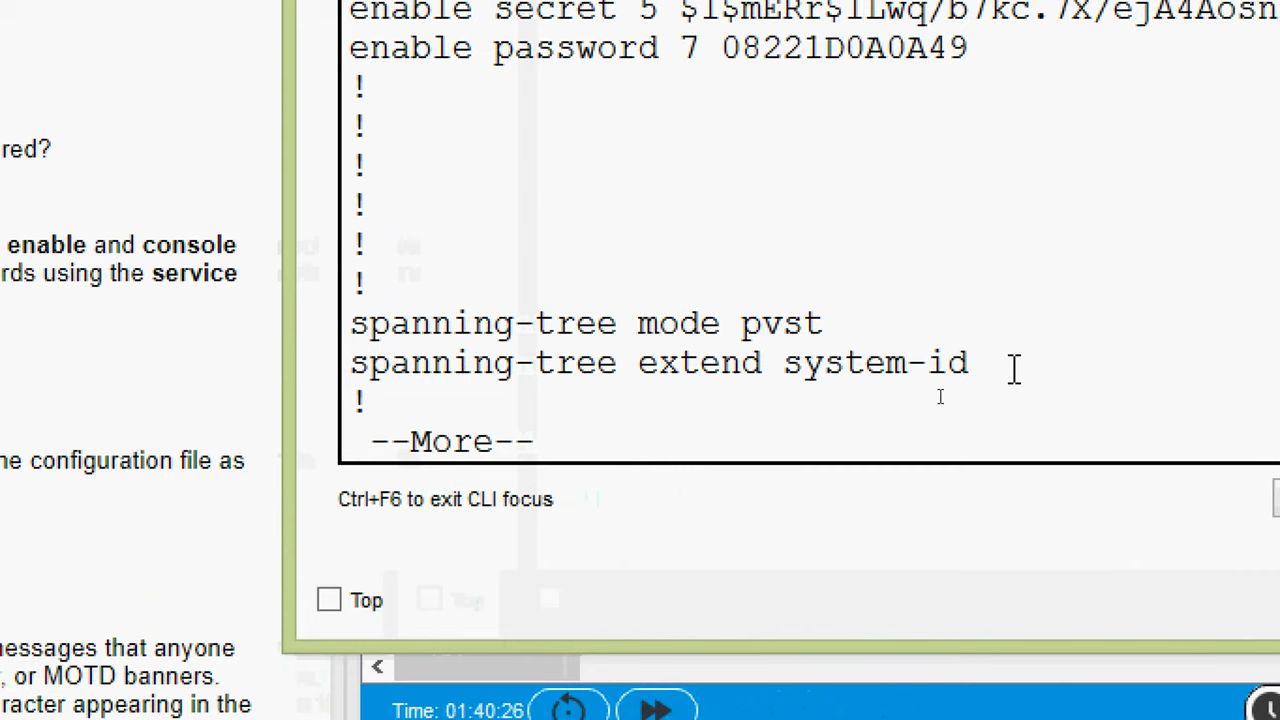 enable secret 5 $1$mERr$ILwq/b7kc.7X/ejA4Aosn
enable password 7 08221D0A0A49
!
!
!
!
!
!
spanning-tree mode pvst
spanning-tree extend system-id
!
--More--
Ctrl+F6 to exit CLI focus
Top
red?
enable and console
rds using the service
configuration file as
messages that anyone
, or MOTD banners.
racter appearing in the
Time: 01:40:26